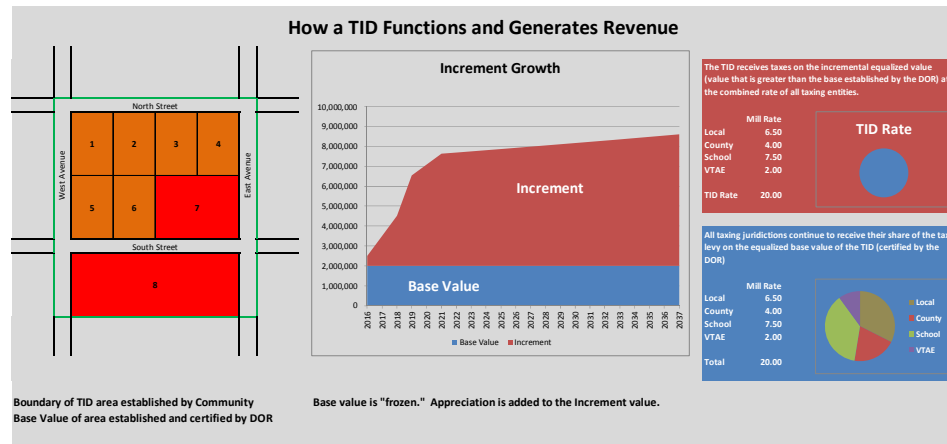 How a TID Functions and Generates Revenue
North Street
West Avenue
East Avenue
1
2
3
4
5
6
7
South Street
8
Boundary of TID area established by Community
Base Value of area established and certified by DOR
Increment Growth
10,000,000
9,000,000
8,000,000
7,000,000
6,000,000
5,000,000
4,000,000
3,000,000
2,000,000
1,000,000
0
Increment
Base Value
2016
2017
2018
2019
2020
2021
2022
2023
2024
2025
2026
2027
2028
2029
2030
2031
2032
2033
2034
2035
2036
2037
Base Value Increment
Base value is "frozen." Appreciation is added to the Increment value.
The TID receives taxes on the incremental equalized value
(value that is greater than the base established by the DOR) at
the combined rate of all taxing entities.
Mill Rate
Local 6.50
County 4.00
School 7.50
VTAE 2.00
TID Rate 20.00
TID Rate
All taxing juridictions continue to receive their share of the tax
levy on the equalized base value of the TID (certified by the
DOR)
Mill Rate
Local 6.50
County 4.00
School 7.50
VTAE 2.00
Total 20.00
Local
County
School
VTAE